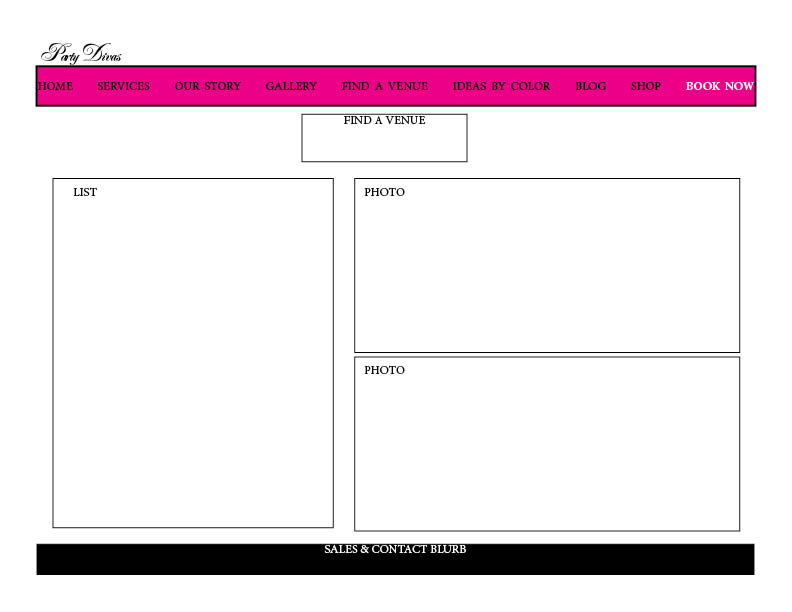 Party Divas
HOME SERVICES OUR STORY GALLERY FIND A VENUE IDEAS BY COLOR BLOG SHOP BOOK NOW
FIND A VENUE
LIST
PHOTO
PHOTO
SALES & CONTACT BLURB